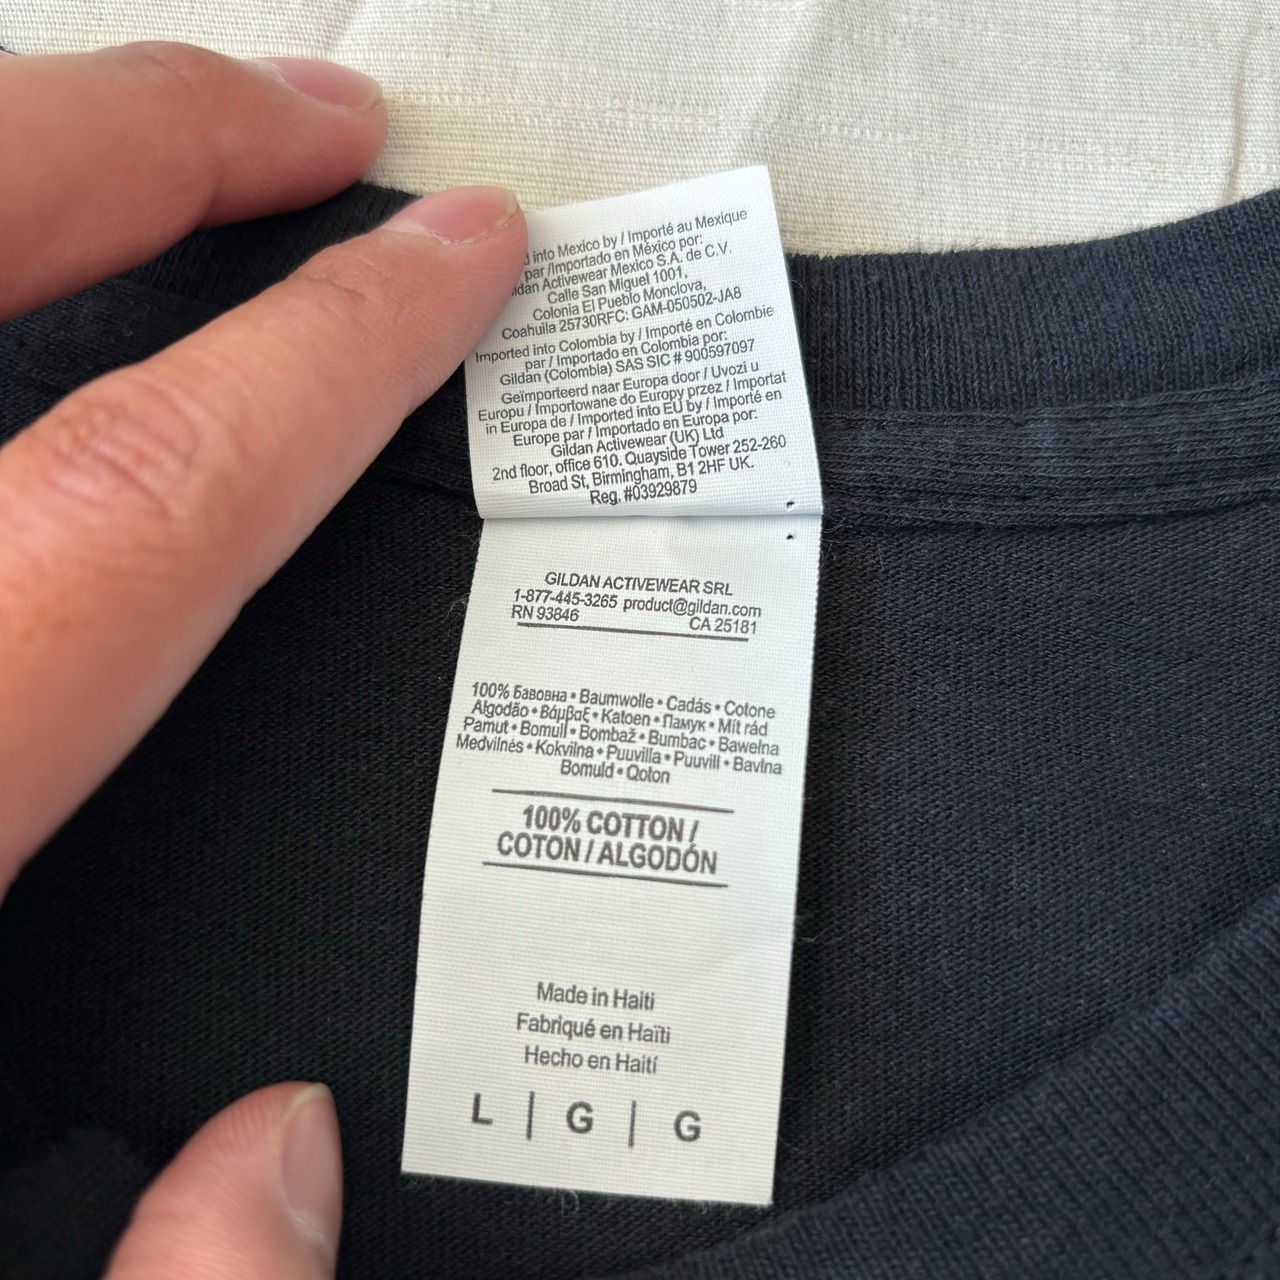 into Mexico by / Importé au Mexique
par /Importado en México por:
Activewear Mexico S.A. de C.V.
Calle San Miguel 1001,
Colonia El Pueblo Monclova,
Coahuila 25730RFC: GAM-050502-JA8
Imported into Colombia by / Importé en Colombie
par / Importado en Colombia por:
Gildan (Colombia) SAS SIC # 900597097
Geïmporteerd naar Europa door / Uvozi u
Europu / Importowane do Europy przez / Importat
in Europa de / Imported into EU by / Importé en
Europe par / Importado en Europa por:
Gildan Activewear (UK) Ltd
2nd floor, office 610. Quayside Tower 252-260
Broad St, Birmingham, B1 2HF UK.
Reg. #03929879
GILDAN ACTIVEWEAR SRL
1-877-445-3265 product@gildan.com
RN 93846 CA 25181
100% Бавовна • Baumwolle • Cadás • Cotone
Algodão • Βάμβαξ • Katoen • Памук • Mít rád
Pamut • Bomull • Bombaž • Bumbac • Bawełna
Medvilnės • Kokvilna • Puuvilla • Puuvill • Bavlna
Bomuld • Qoton
100% COTTON /
COTON / ALGODÓN
Made in Haiti
Fabriqué en Haïti
Hecho en Haití
L | G | G